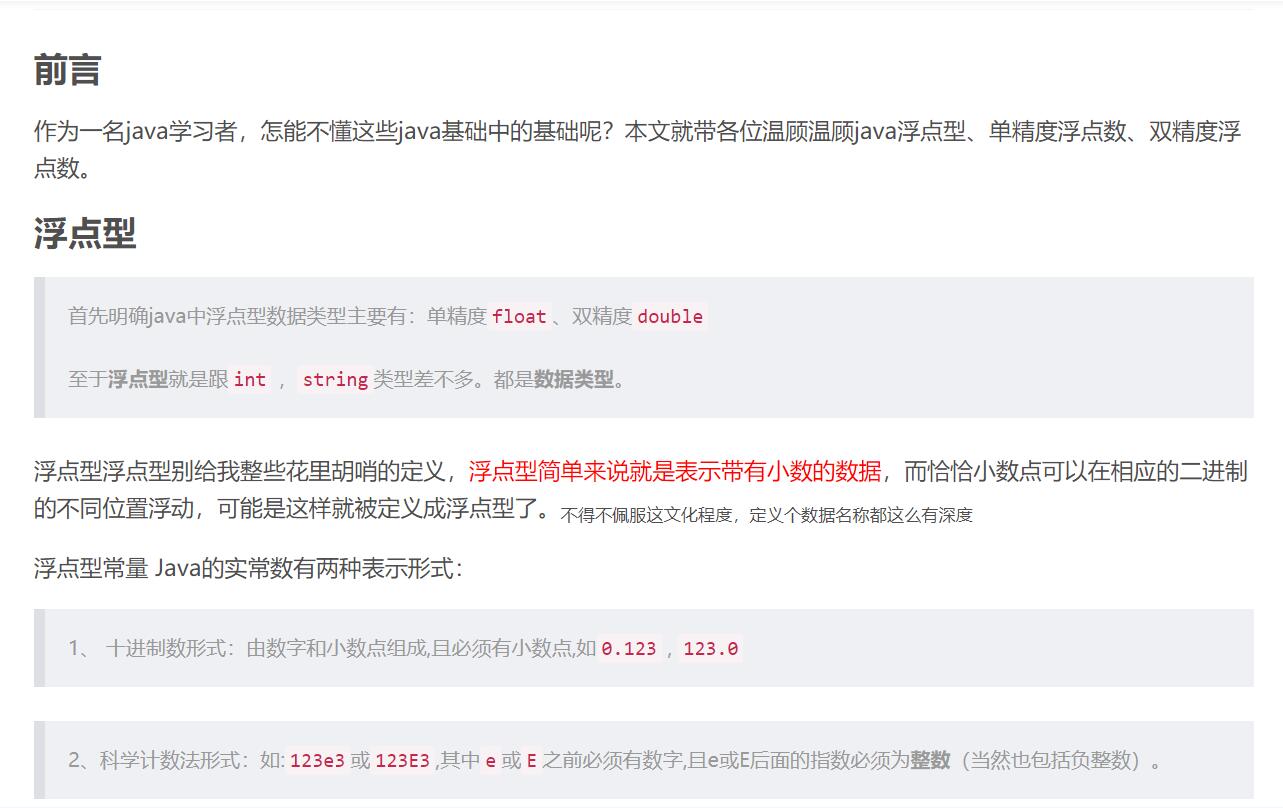 前言
作为一名java学习者，怎能不懂这些java基础中的基础呢？本文就带各位温顾温顾java浮点型、单精度浮点数、双精度浮
点数。
浮点型
首先明确java中浮点型数据类型主要有：单精度 float 、双精度 double
至于浮点型就是跟 int ， string 类型差不多。都是数据类型。
浮点型浮点型别给我整些花里胡哨的定义，浮点型简单来说就是表示带有小数的数据，而恰恰小数点可以在相应的二进制
的不同位置浮动，可能是这样就被定义成浮点型了。不得不佩服这文化程度，定义个数据名称都这么有深度
浮点型常量 Java的实常数有两种表示形式：
1、 十进制数形式：由数字和小数点组成,且必须有小数点,如 0.123 , 123.0
2、科学计数法形式：如: 123e3 或 123E3 ,其中 e 或 E 之前必须有数字,且e或E后面的指数必须为整数（当然也包括负整数）。